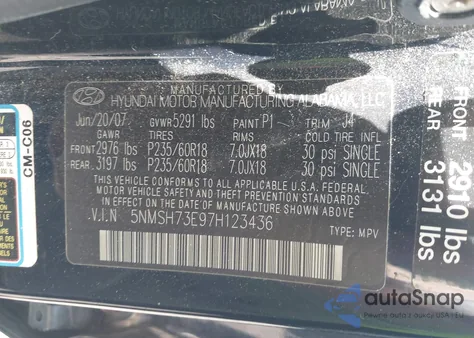 MANUFACTURED BY
HYUNDAI MOTOR MANUFACTURING ALABAMA, LLC
Jun/20/07 GVWR 5291 lbs PAINT P1 TRIM J4
GAWR TIRES RIMS COLD TIRE INFL
FRONT 2976 lbs P235/60R18 7.0JX18 30 psi SINGLE
REAR 3197 lbs P235/60R18 7.0JX18 30 psi SINGLE
THIS VEHICLE CONFORMS TO ALL APPLICABLE U.S.A. FEDERAL
MOTOR VEHICLE SAFETY AND THEFT PREVENTION STANDARDS
IN EFFECT ON THE DATE OF MANUFACTURE SHOWN ABOVE.
V.I.N 5NMSH73E97H123436
TYPE: MPV
CM-C06
2910 lbs
REAR 3131 lbs
autoSnap
Pewne auto z USA i EU